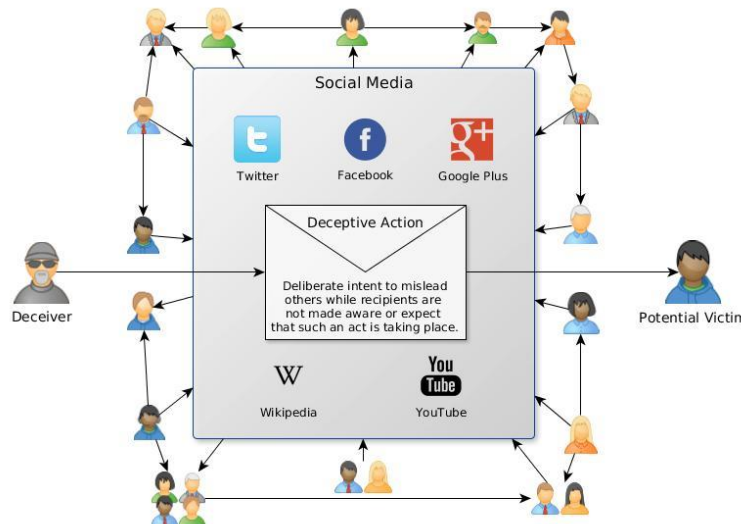 Social Media
t
f
g+
Twitter
Facebook
Google Plus
Deceptive Action
Deliberate intent to mislead
others while recipients are
not made aware or expect
that such an act is taking place.
Deceiver
Potential Victim
W
You
Tube
Wikipedia
YouTube